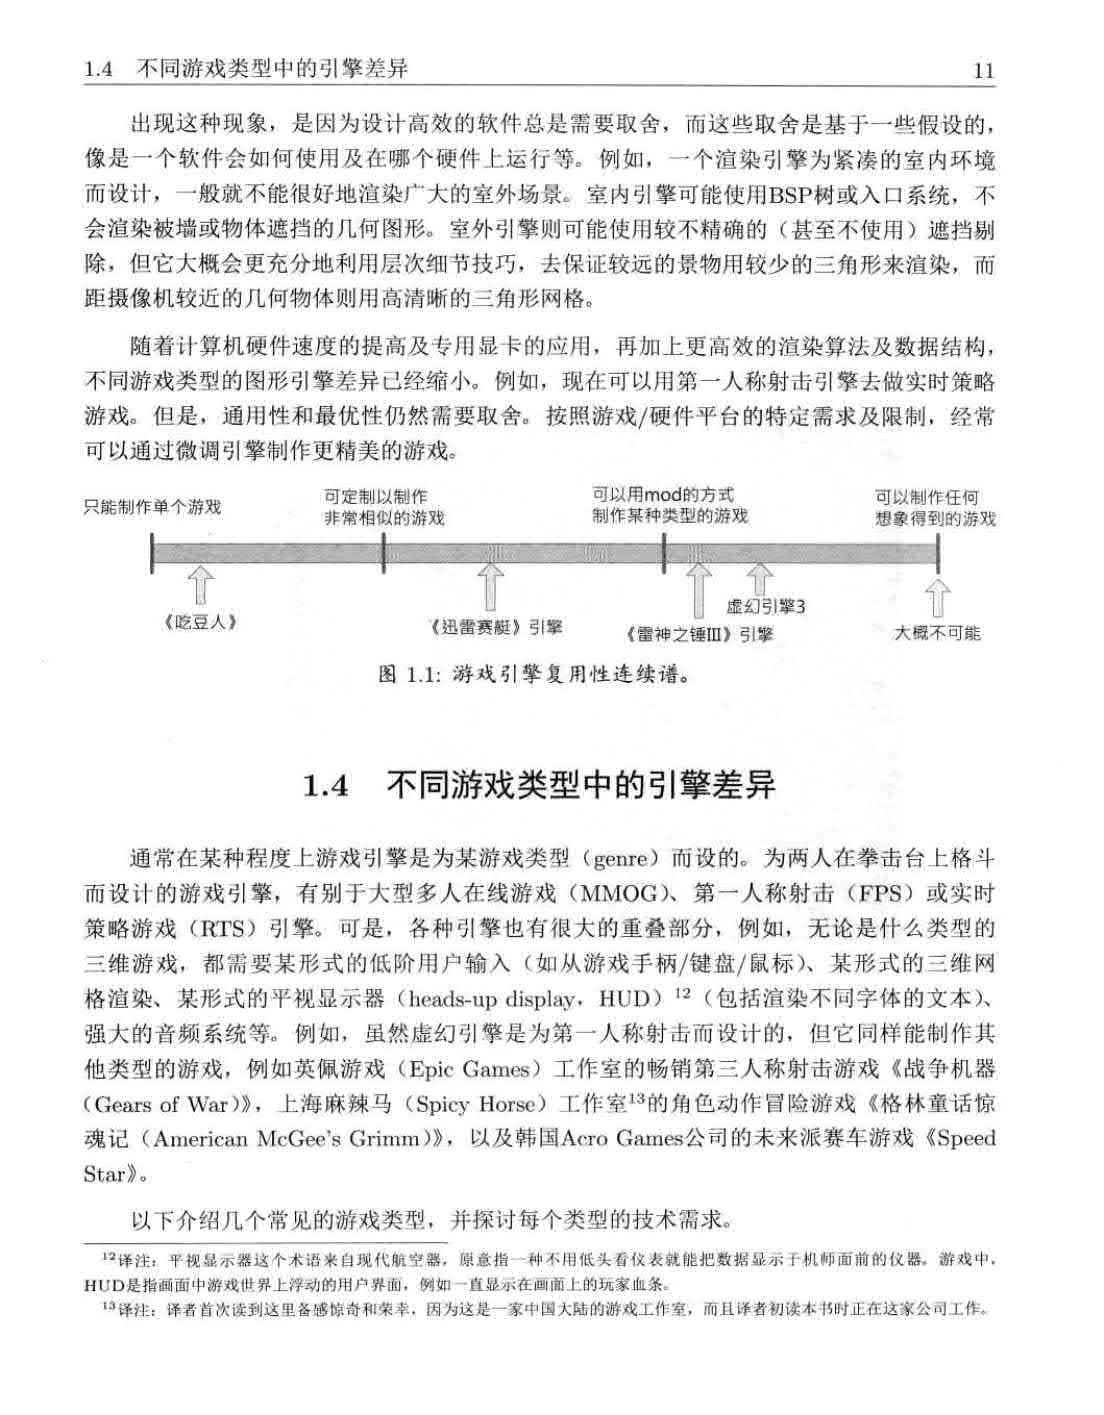 1.4 不同游戏类型中的引擎差异 11
出现这种现象，是因为设计高效的软件总是需要取舍，而这些取舍是基于一些假设的，
像是一个软件会如何使用及在哪个硬件上运行等。例如，一个渲染引擎为紧凑的室内环境
而设计，一般就不能很好地渲染广大的室外场景。室内引擎可能使用BSP树或入口系统，不
会渲染被墙或物体遮挡的几何图形。室外引擎则可能使用较不精确的（甚至不使用）遮挡剔
除，但它大概会更充分地利用层次细节技巧，去保证较远的景物用较少的三角形来渲染，而
距摄像机较近的几何物体则用高清晰的三角形网格。
随着计算机硬件速度的提高及专用显卡的应用，再加上更高效的渲染算法及数据结构，
不同游戏类型的图形引擎差异已经缩小。例如，现在可以用第一人称射击引擎去做实时策略
游戏。但是，通用性和最优性仍然需要取舍。按照游戏/硬件平台的特定需求及限制，经常
可以通过微调引擎制作更精美的游戏。
只能制作单个游戏
可定制以制作
非常相似的游戏
可以用mod的方式
制作某种类型的游戏
可以制作任何
想象得到的游戏
《吃豆人》
《迅雷赛艇》引擎
《雷神之锤III》引擎
虚幻引擎3
大概不可能
图 1.1: 游戏引擎复用性连续谱。
1.4 不同游戏类型中的引擎差异
通常在某种程度上游戏引擎是为某游戏类型（genre）而设的。为两人在拳击台上格斗
而设计的游戏引擎，有别于大型多人在线游戏（MMOG）、第一人称射击（FPS）或实时
策略游戏（RTS）引擎。可是，各种引擎也有很大的重叠部分，例如，无论是什么类型的
三维游戏，都需要某形式的低阶用户输入（如从游戏手柄/键盘/鼠标）、某形式的三维网
格渲染、某形式的平视显示器（heads-up display，HUD）12（包括渲染不同字体的文本）、
强大的音频系统等。例如，虽然虚幻引擎是为第一人称射击而设计的，但它同样能制作其
他类型的游戏，例如英佩游戏（Epic Games）工作室的畅销第三人称射击游戏《战争机器
（Gears of War）》，上海麻辣马（Spicy Horse）工作室13的角色动作冒险游戏《格林童话惊
魂记（American McGee's Grimm）》，以及韩国Acro Games公司的未来派赛车游戏《Speed
Star》。
以下介绍几个常见的游戏类型，并探讨每个类型的技术需求。
12译注：平视显示器这个术语来自现代航空器，原意指一种不用低头看仪表就能把数据显示于机师面前的仪器。游戏中，
HUD是指画面中游戏世界上浮动的用户界面，例如一直显示在画面上的玩家血条。
13译注：译者首次读到这里备感惊奇和荣幸，因为这是一家中国大陆的游戏工作室，而且译者初读本书时正在这家公司工作。